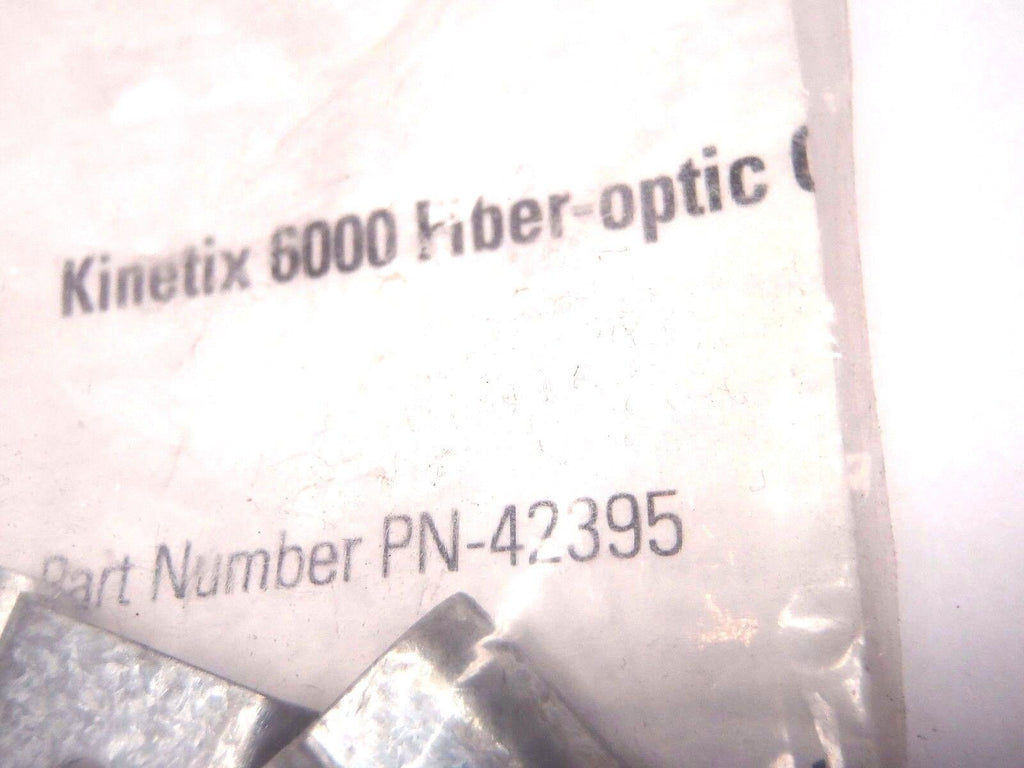 Kinetix 6000 Fiber-optic
Part Number PN-42395